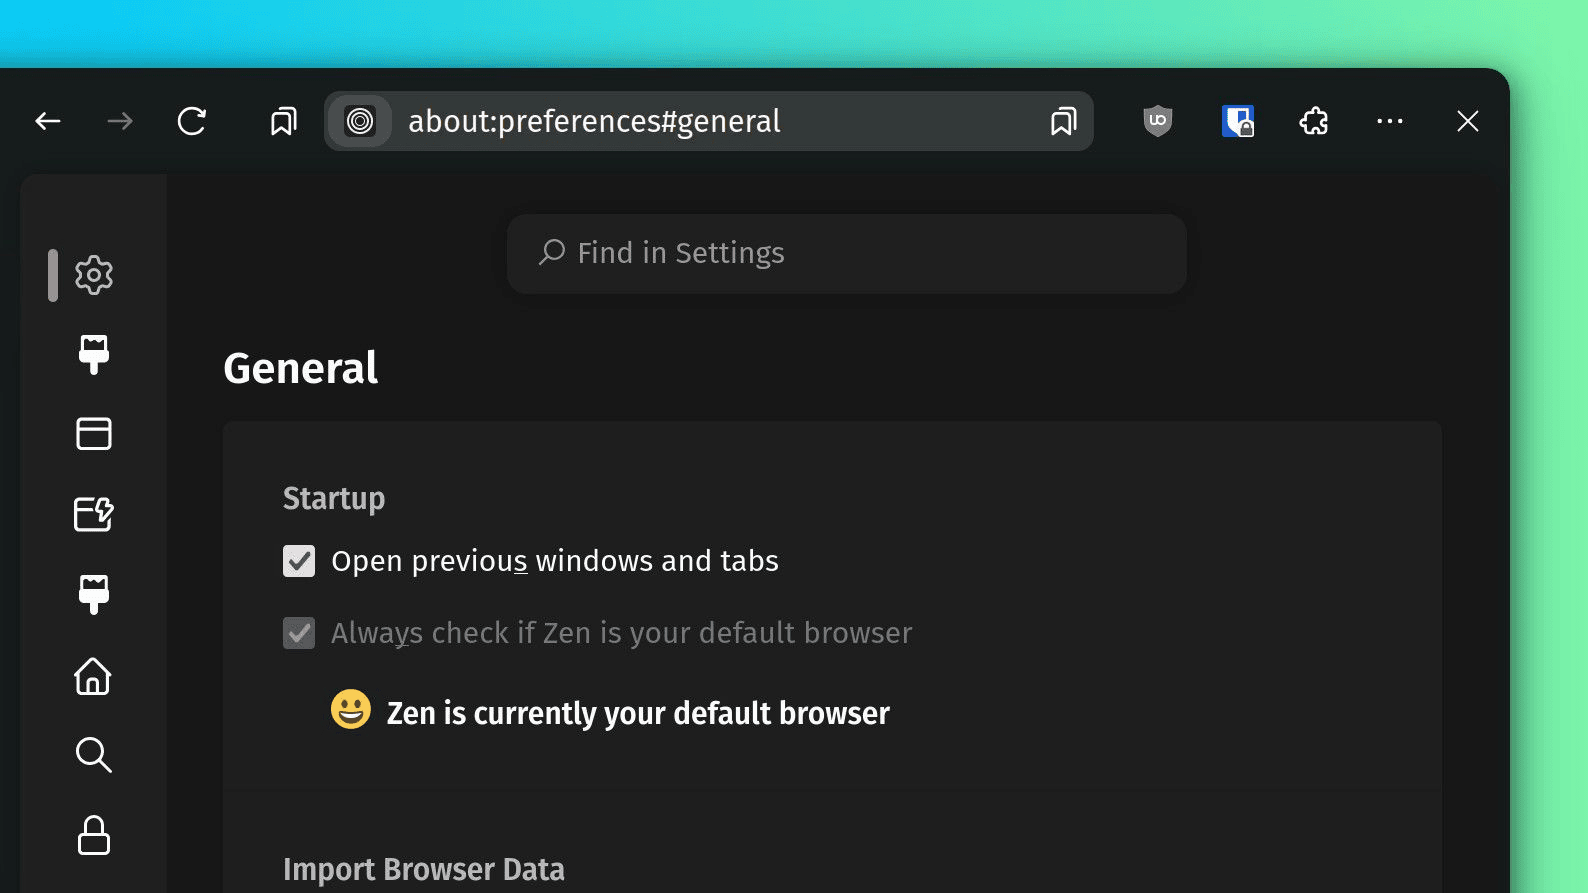 about:preferences#general
uo
Find in Settings
General
Startup
Open previous windows and tabs
Always check if Zen is your default browser
Zen is currently your default browser
Import Browser Data